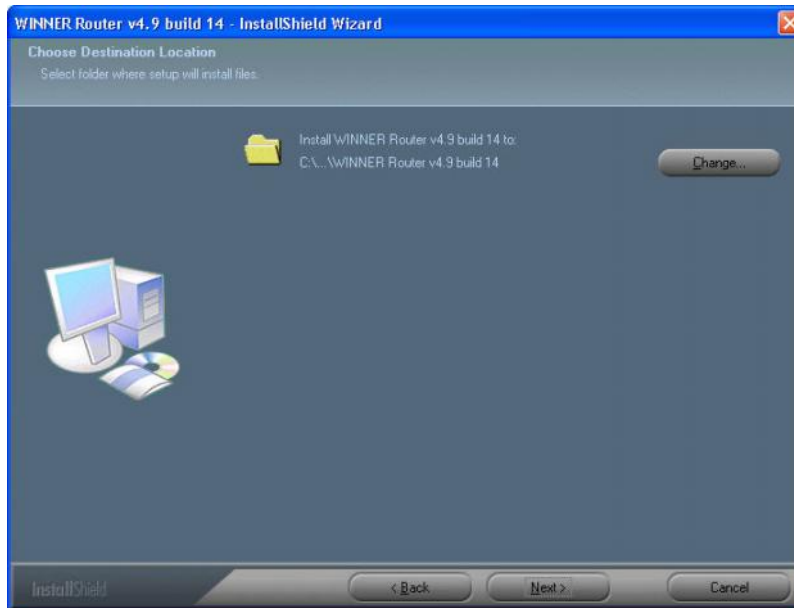 WINNER Router v4.9 build 14 - InstallShield Wizard
Choose Destination Location
Select folder where setup will install files.
Install WINNER Router v4.9 build 14 to:
C:\...\WINNER Router v4.9 build 14
Change...
InstallShield
< Back
Next >
Cancel